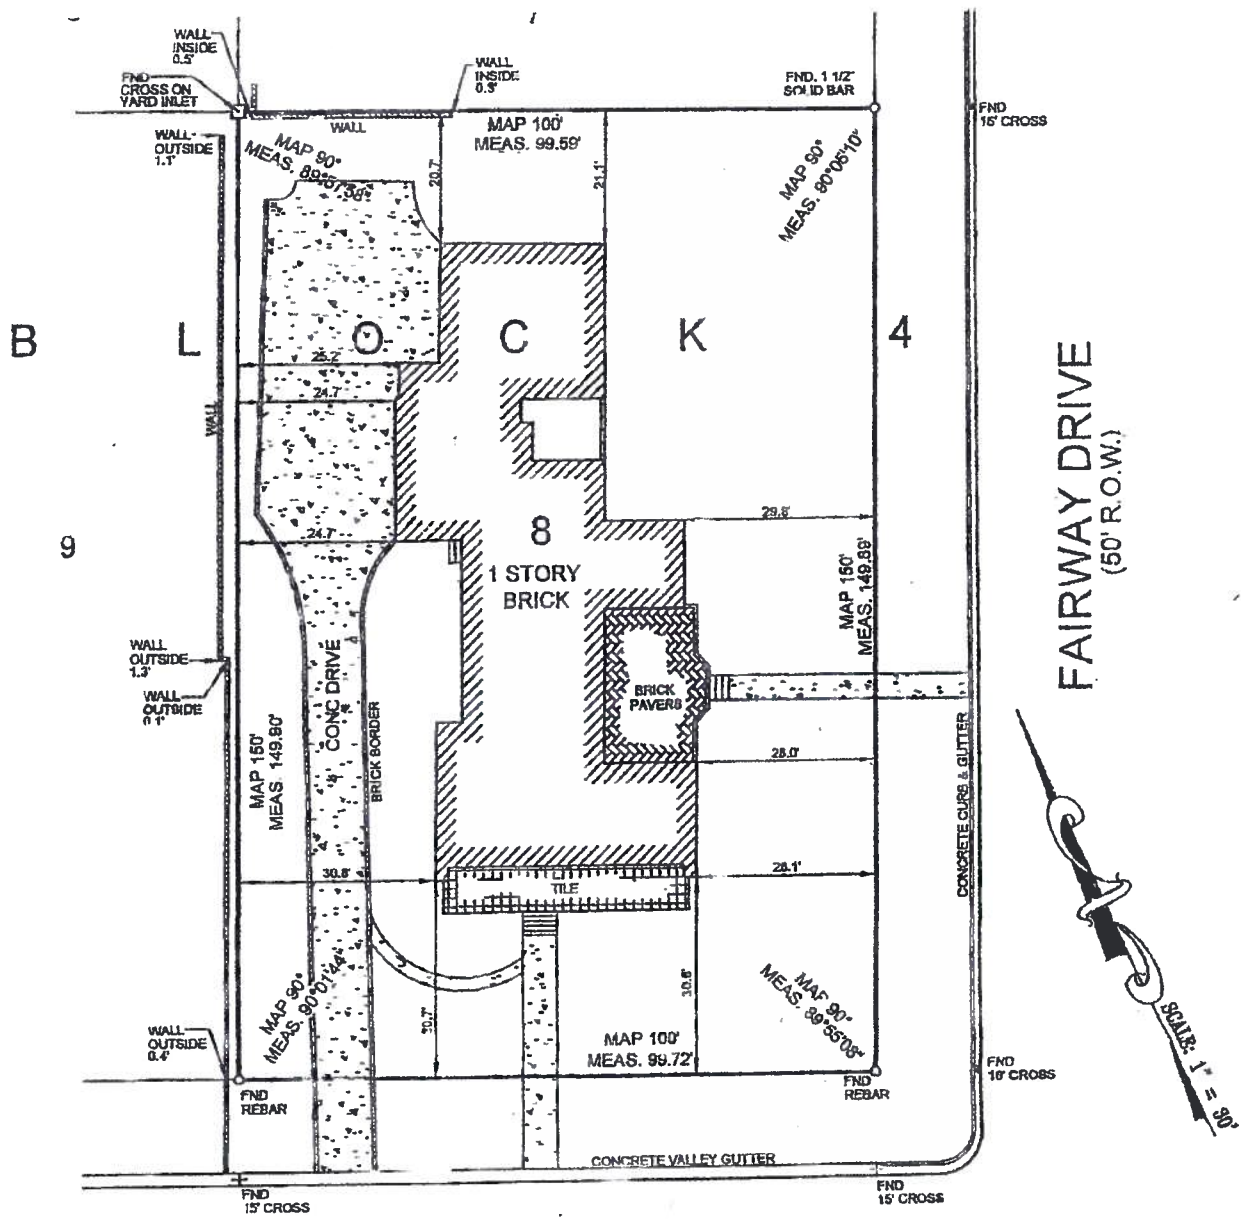 WALL
INSIDE
0.5'
WALL
INSIDE
0.3'
FND
CROSS ON
YARD INLET
FND. 1 1/2"
SOLID BAR
FND
15' CROSS
WALL
MAP 100'
MEAS. 99.59'
WALL
OUTSIDE
1.1'
MAP 90°
MEAS. 89°57'38"
20.7'
21.1'
MAP 90°
MEAS. 90°05'10"
B L O C K 4
25.2'
24.7'
WALL
FAIRWAY DRIVE
(50' R.O.W.)
9
24.7'
8
1 STORY
BRICK
29.8'
MAP 150'
MEAS. 149.89'
WALL
OUTSIDE
1.3'
WALL
OUTSIDE
0.1'
CONC DRIVE
BRICK
PAVERS
MAP 150'
MEAS. 149.90'
BRICK BORDER
28.0'
CONCRETE CURB & GUTTER
30.8'
TILE
28.1'
MAP 90°
MEAS. 90°01'44"
30.7'
30.6'
MAP 90°
MEAS. 89°55'08"
WALL
OUTSIDE
0.4'
MAP 100'
MEAS. 99.72'
FND
REBAR
FND
REBAR
FND
16' CROSS
SCALE: 1" = 30'
CONCRETE VALLEY GUTTER
FND
15' CROSS
FND
15' CROSS